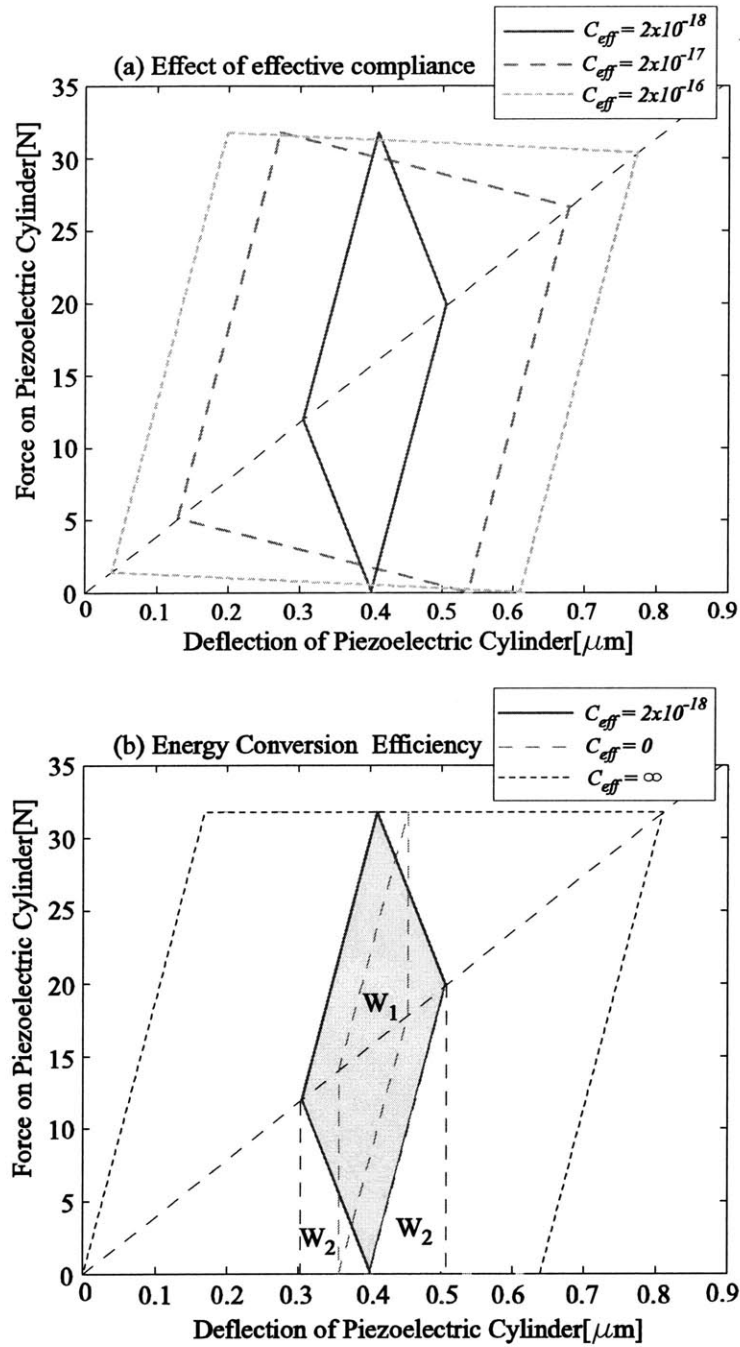 C_eff = 2x10^-18
C_eff = 2x10^-17
C_eff = 2x10^-16
(a) Effect of effective compliance
35
30
25
20
15
10
5
0
Force on Piezoelectric Cylinder[N]
0 0.1 0.2 0.3 0.4 0.5 0.6 0.7 0.8 0.9
Deflection of Piezoelectric Cylinder[μm]
C_eff = 2x10^-18
C_eff = 0
C_eff = ∞
(b) Energy Conversion Efficiency
35
30
25
20
15
10
5
0
Force on Piezoelectric Cylinder[N]
W_1
W_2
W_2
0 0.1 0.2 0.3 0.4 0.5 0.6 0.7 0.8 0.9
Deflection of Piezoelectric Cylinder[μm]